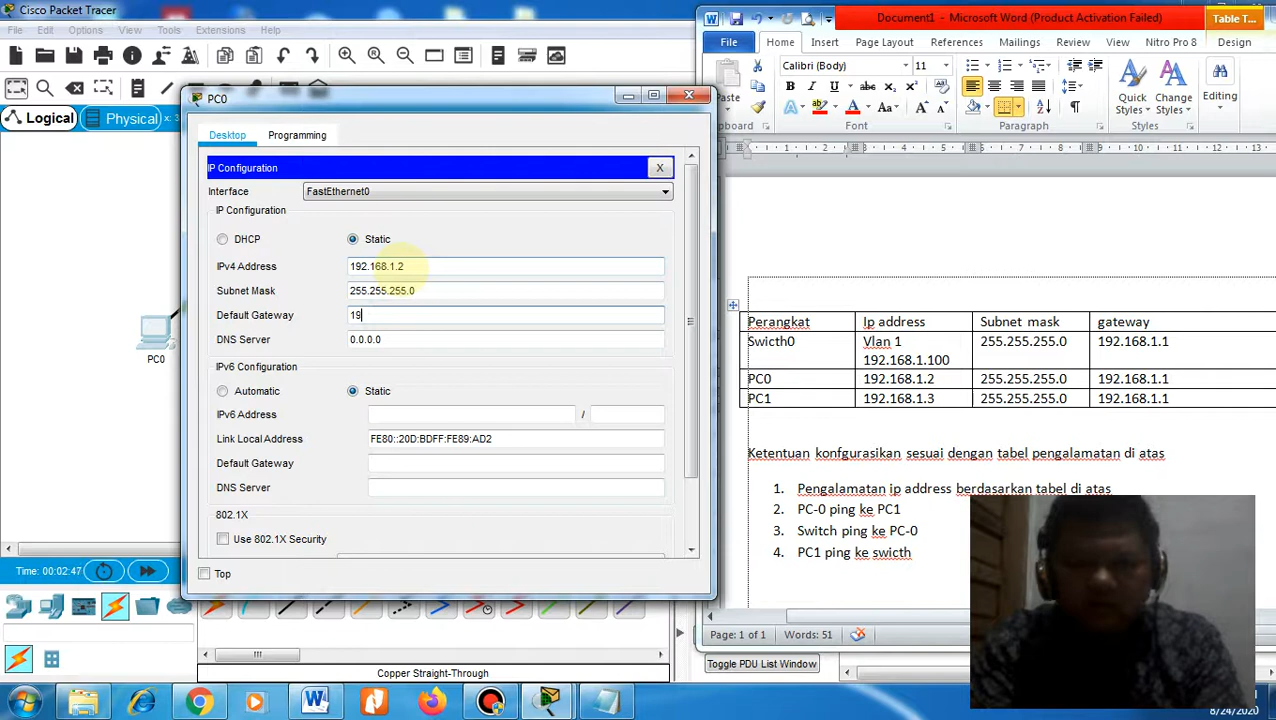 Cisco Packet Tracer
File Edit Options View Tools Extensions Help
Logical Physical x: 3
PC0
PC0
Desktop Programming
IP Configuration X
Interface FastEthernet0
IP Configuration
DHCP Static
IPv4 Address 192.168.1.2
Subnet Mask 255.255.255.0
Default Gateway 19
DNS Server 0.0.0.0
IPv6 Configuration
Automatic Static
IPv6 Address /
Link Local Address FE80::20D:BDFF:FE89:AD2
Default Gateway
DNS Server
802.1X
Use 802.1X Security
Top
Time: 00:02:47
Copper Straight-Through
Document1 - Microsoft Word (Product Activation Failed)
Table T...
File Home Insert Page Layout References Mailings Review View Nitro Pro 8 Design
Calibri (Body) 11
Paste B I U
Quick Styles Change Styles Editing
lipboard Font Paragraph Styles
Perangkat Ip address Subnet mask gateway
Swicth0 Vlan 1 255.255.255.0 192.168.1.1
192.168.1.100
PC0 192.168.1.2 255.255.255.0 192.168.1.1
PC1 192.168.1.3 255.255.255.0 192.168.1.1
Ketentuan konfgurasikan sesuai dengan tabel pengalamatan di atas
1. Pengalamatan ip address berdasarkan tabel di atas
2. PC-0 ping ke PC1
3. Switch ping ke PC-0
4. PC1 ping ke swicth
Page: 1 of 1 Words: 51
Toggle PDU List Window
8/24/2020